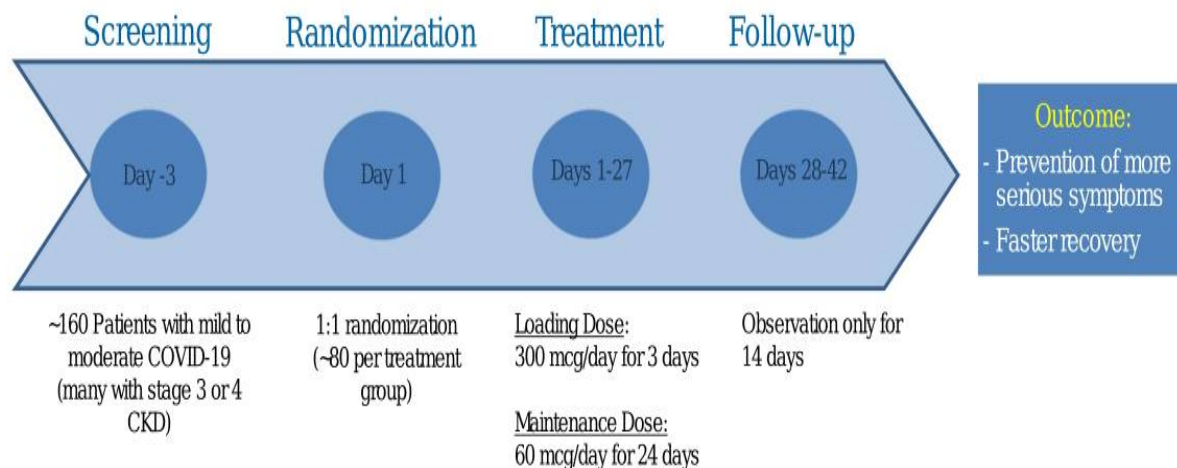 Screening
Randomization
Treatment
Follow-up
Day -3
Day 1
Days 1-27
Days 28-42
Outcome:
- Prevention of more
serious symptoms
- Faster recovery
~160 Patients with mild to
moderate COVID-19
(many with stage 3 or 4
CKD)
1:1 randomization
(~80 per treatment
group)
Loading Dose:
300 mcg/day for 3 days
Maintenance Dose:
60 mcg/day for 24 days
Observation only for
14 days